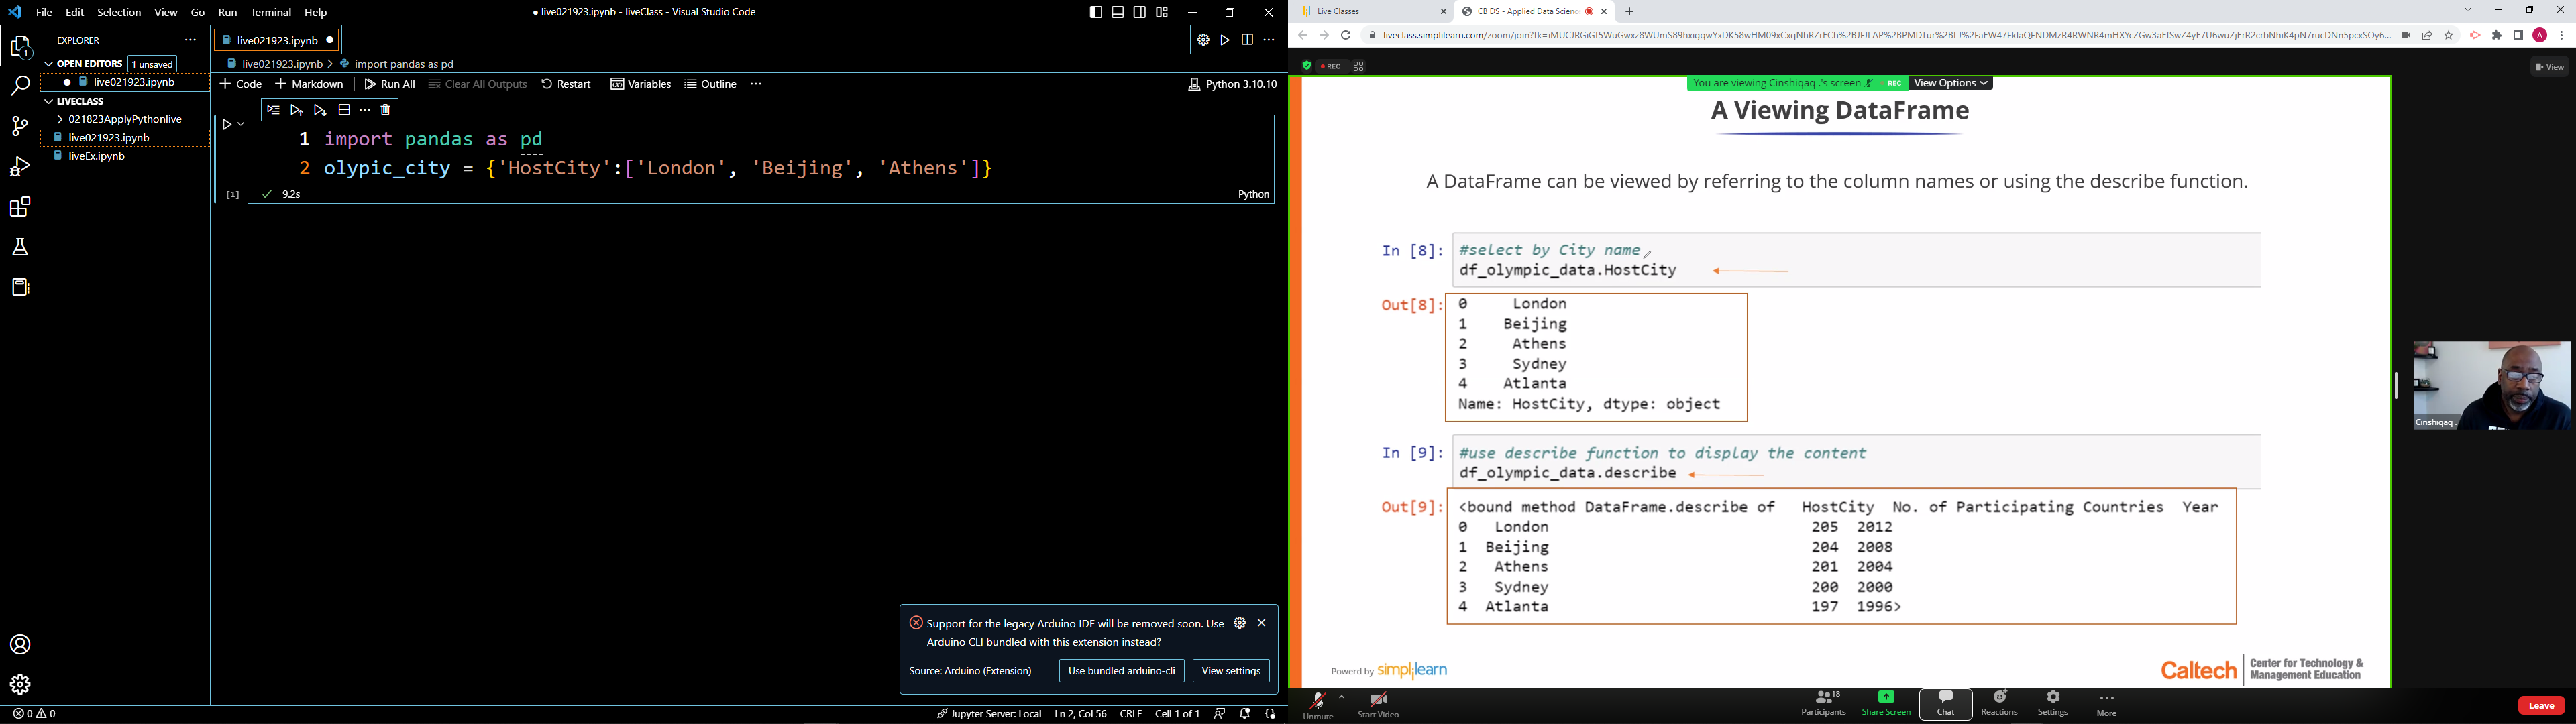 File Edit Selection View Go Run Terminal Help
● live021923.ipynb - liveClass - Visual Studio Code
EXPLORER
OPEN EDITORS 1 unsaved
live021923.ipynb
LIVECLASS
021823ApplyPythonlive
live021923.ipynb
liveEx.ipynb
1
live021923.ipynb
live021923.ipynb > import pandas as pd
+ Code + Markdown Run All Clear All Outputs Restart Variables Outline ···
Python 3.10.10
1 import pandas as pd
2 olypic_city = {'HostCity':['London', 'Beijing', 'Athens']}
[1] 9.2s
Python
Support for the legacy Arduino IDE will be removed soon. Use
Arduino CLI bundled with this extension instead?
Source: Arduino (Extension)
Use bundled arduino-cli
View settings
0 0
Jupyter Server: Local Ln 2, Col 56 CRLF Cell 1 of 1
Live Classes
CB DS - Applied Data Scienc
A
REC
View
You are viewing Cinshiqaq .'s screen REC
View Options
A Viewing DataFrame
A DataFrame can be viewed by referring to the column names or using the describe function.
In [8]: #select by City name
df_olympic_data.HostCity
Out[8]: 0 London
1 Beijing
2 Athens
3 Sydney
4 Atlanta
Name: HostCity, dtype: object
In [9]: #use describe function to display the content
df_olympic_data.describe
Out[9]: <bound method DataFrame.describe of HostCity No. of Participating Countries Year
0 London 205 2012
1 Beijing 204 2008
2 Athens 201 2004
3 Sydney 200 2000
4 Atlanta 197 1996>
Powerd by simplilearn
Caltech Center for Technology &
Management Education
Cinshiqaq .
Unmute Start Video
18
Participants Share Screen Chat Reactions Settings More
Leave